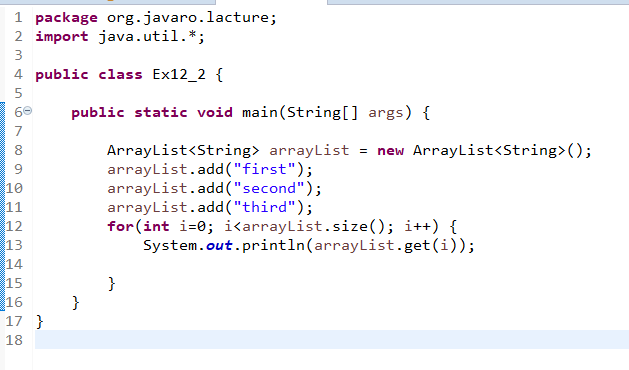 1 package org.javaro.lacture;
2 import java.util.*;
3
4 public class Ex12_2 {
5
6 public static void main(String[] args) {
7
8 ArrayList<String> arrayList = new ArrayList<String>();
9 arrayList.add("first");
10 arrayList.add("second");
11 arrayList.add("third");
12 for(int i=0; i<arrayList.size(); i++) {
13 System.out.println(arrayList.get(i));
14
15 }
16 }
17 }
18